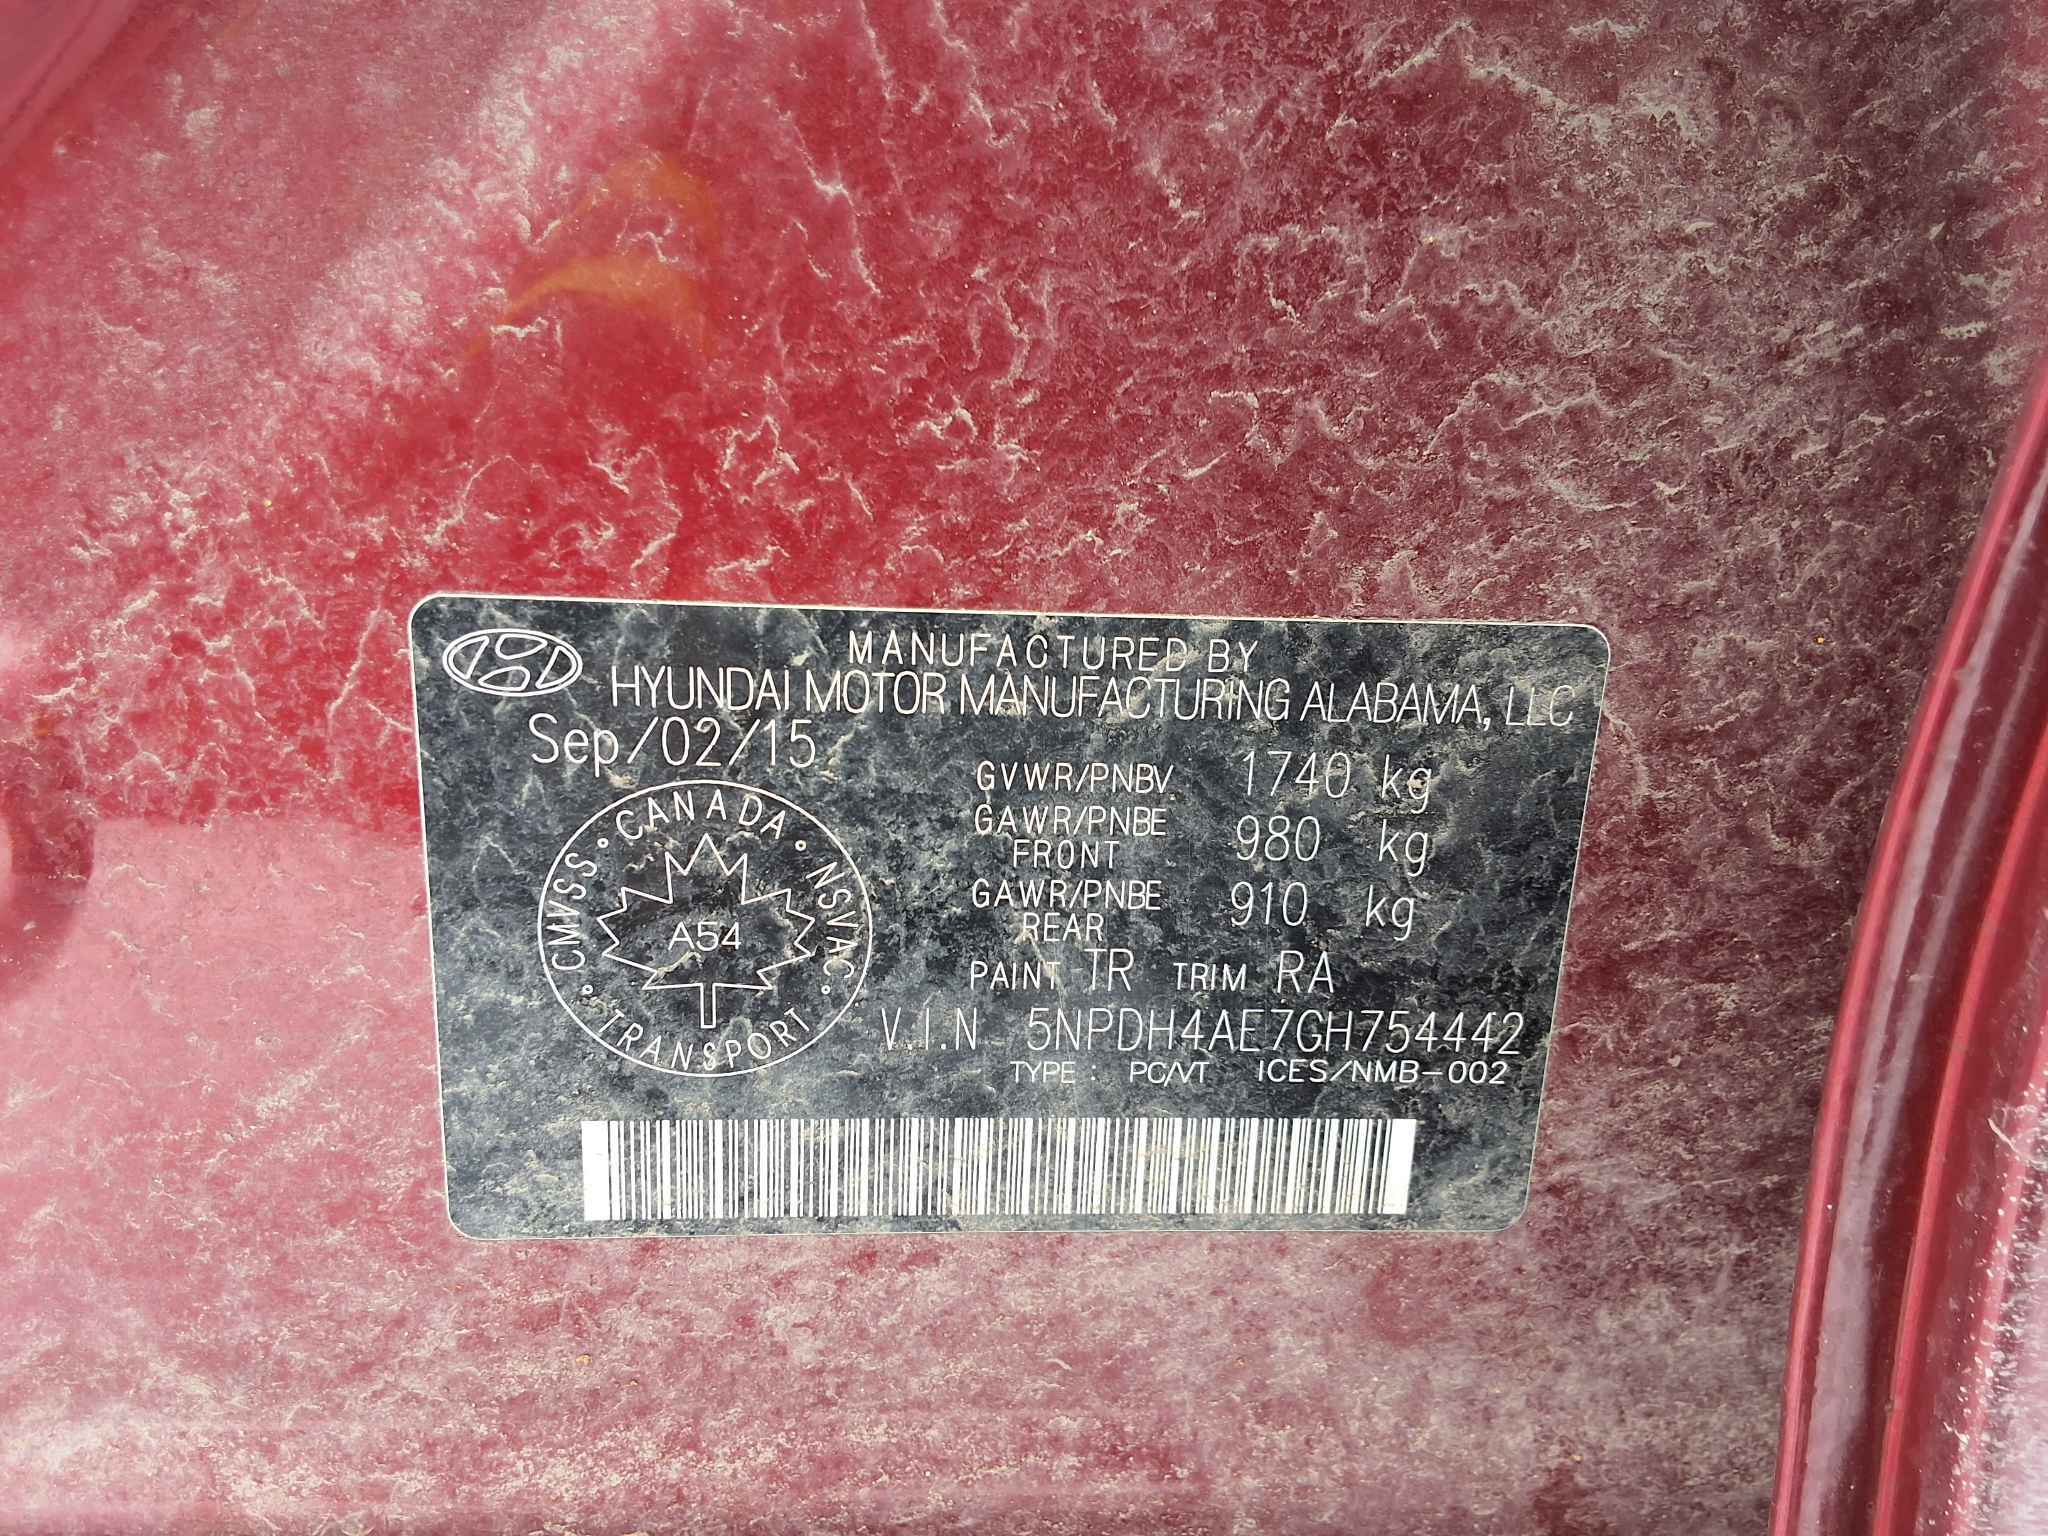 MANUFACTURED BY
HYUNDAI MOTOR MANUFACTURING ALABAMA, LLC
Sep/02/15
GVWR/PNBV 1740 kg
GAWR/PNBE FRONT 980 kg
GAWR/PNBE REAR 910 kg
PAINT TR TRIM RA
V.I.N 5NPDH4AE7GH754442
TYPE : PC/VT ICES/NMB-002
CANADA
CMVSS NSVAC
A54
TRANSPORT